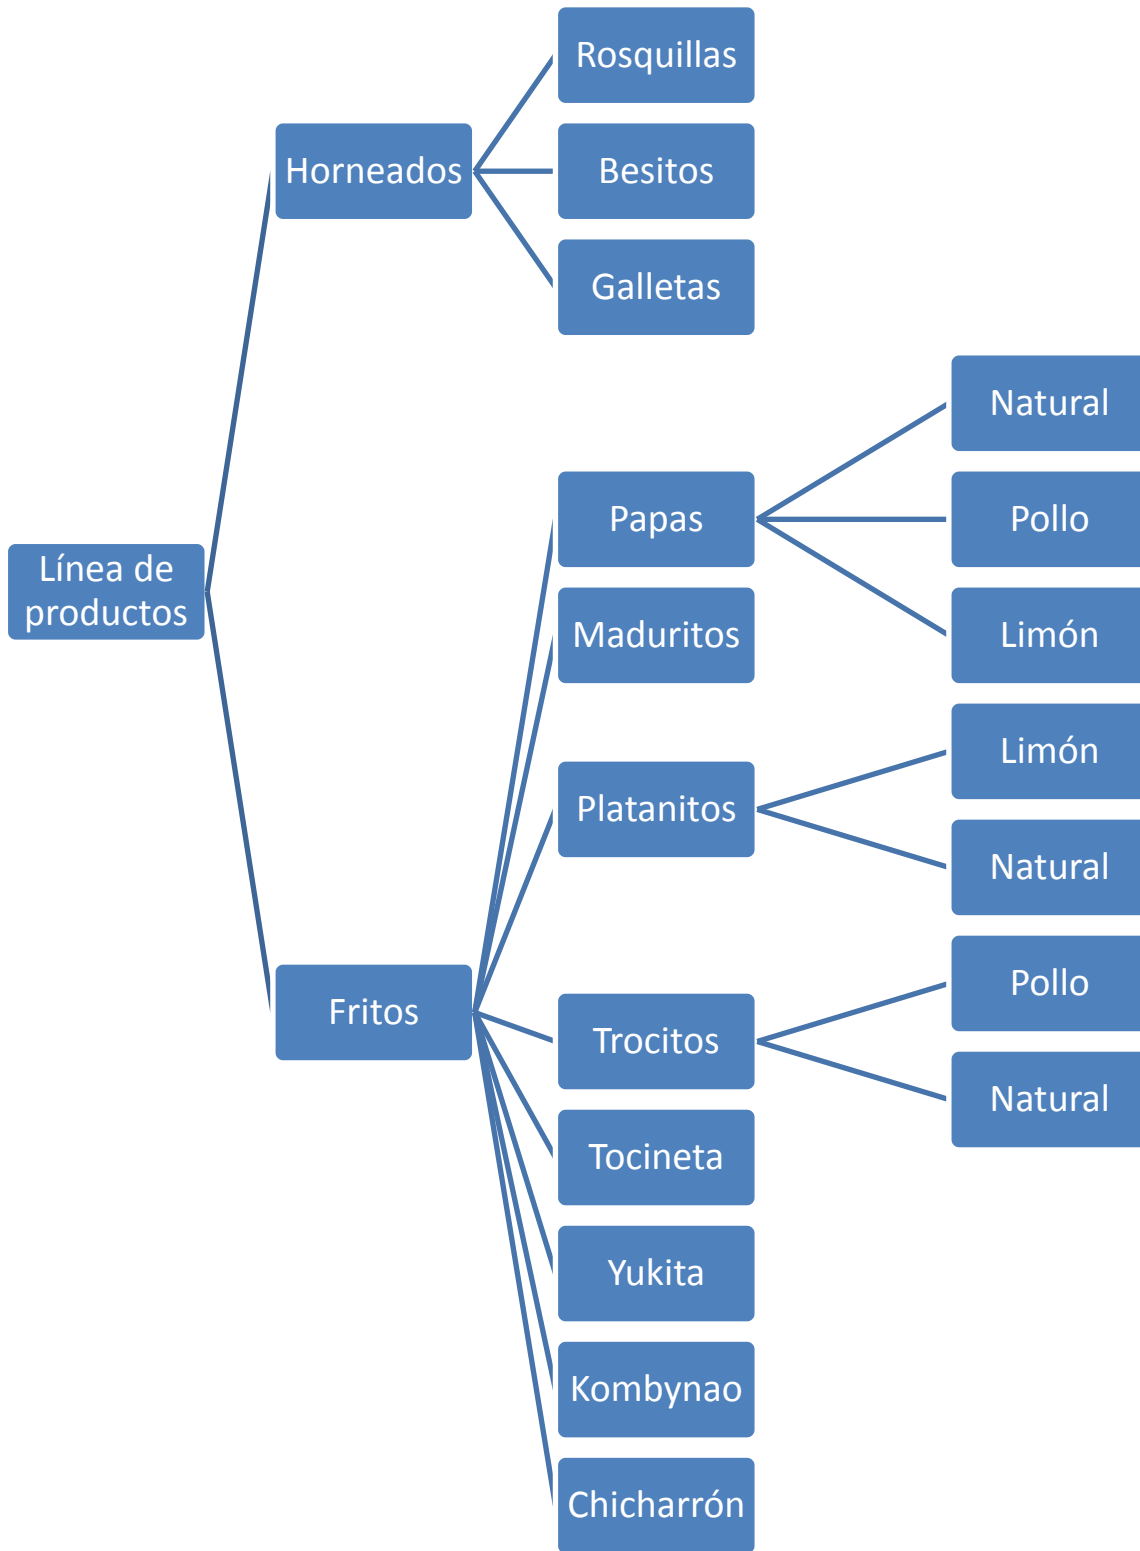 Línea de
productos
Horneados
Rosquillas
Besitos
Galletas
Fritos
Papas
Natural
Pollo
Limón
Maduritos
Platanitos
Limón
Natural
Trocitos
Pollo
Natural
Tocineta
Yukita
Kombynao
Chicharrón